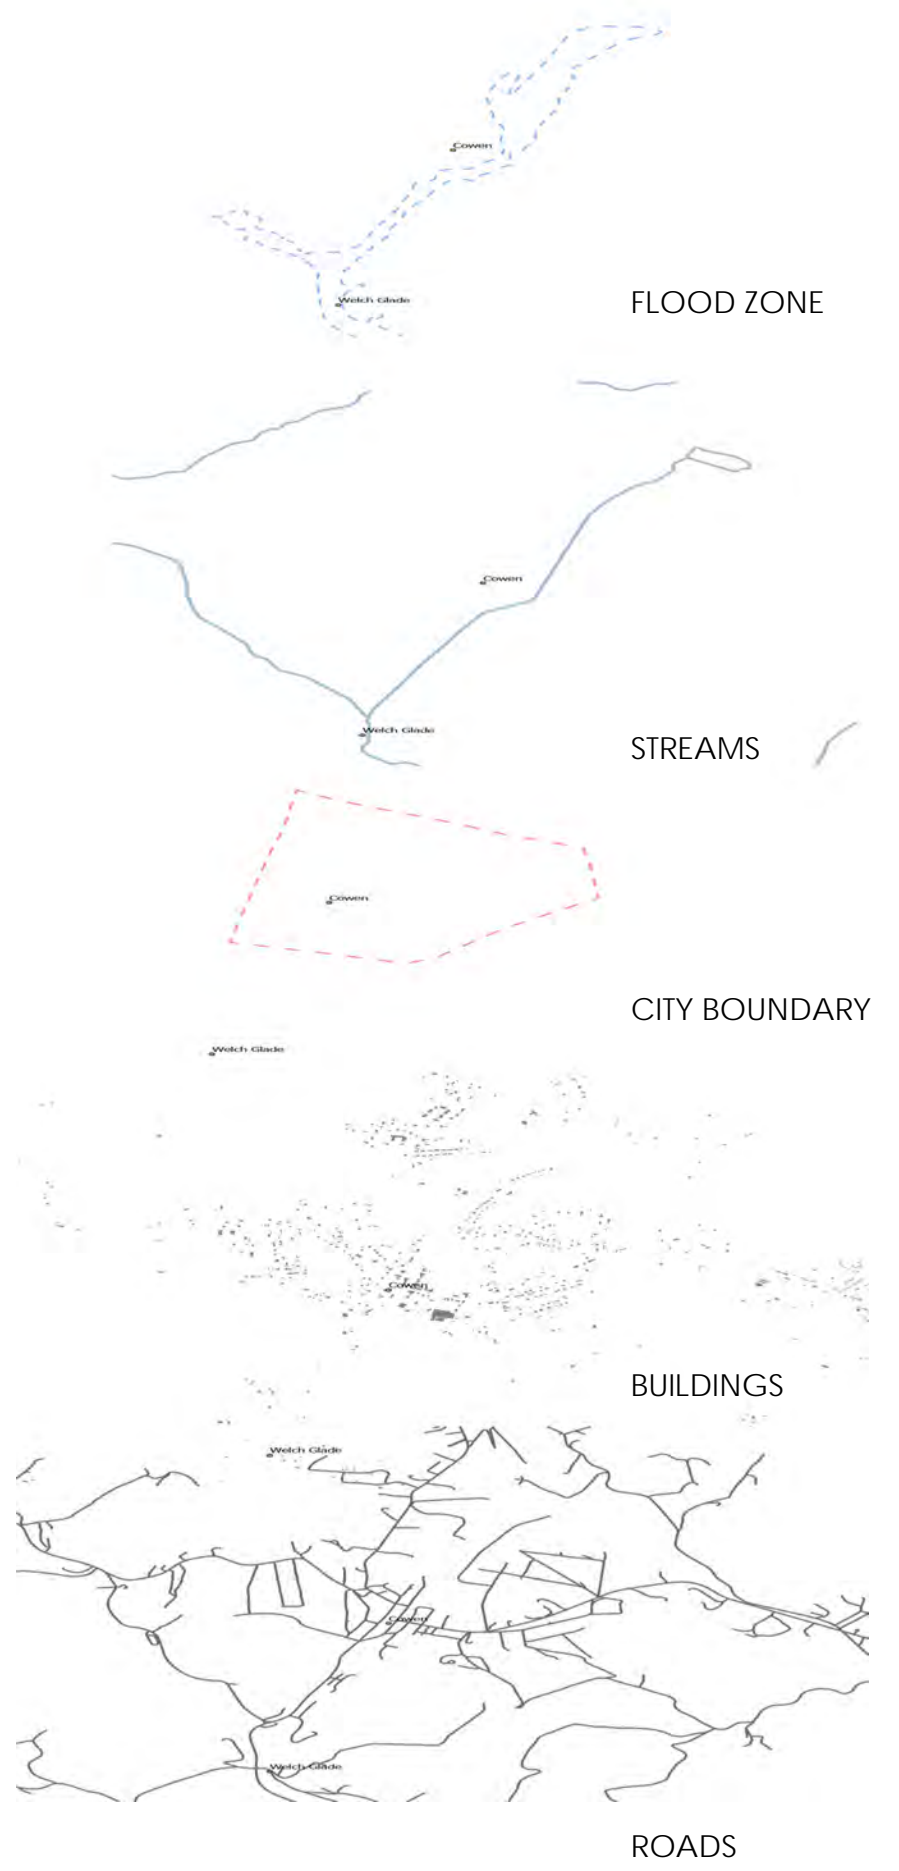 Cowen
Welch Glade
FLOOD ZONE
Cowen
Welch Glade
STREAMS
Cowen
CITY BOUNDARY
Welch Glade
Cowen
BUILDINGS
Welch Glade
Cowen
Welch Glade
ROADS